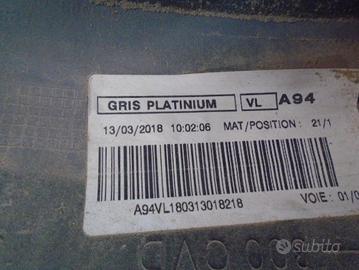 GRIS PLATINIUM VL A94
13/03/2018 10:02:06 MAT/POSITION: 21/1
A94VL180313018218 VOIE: 01/0
subito